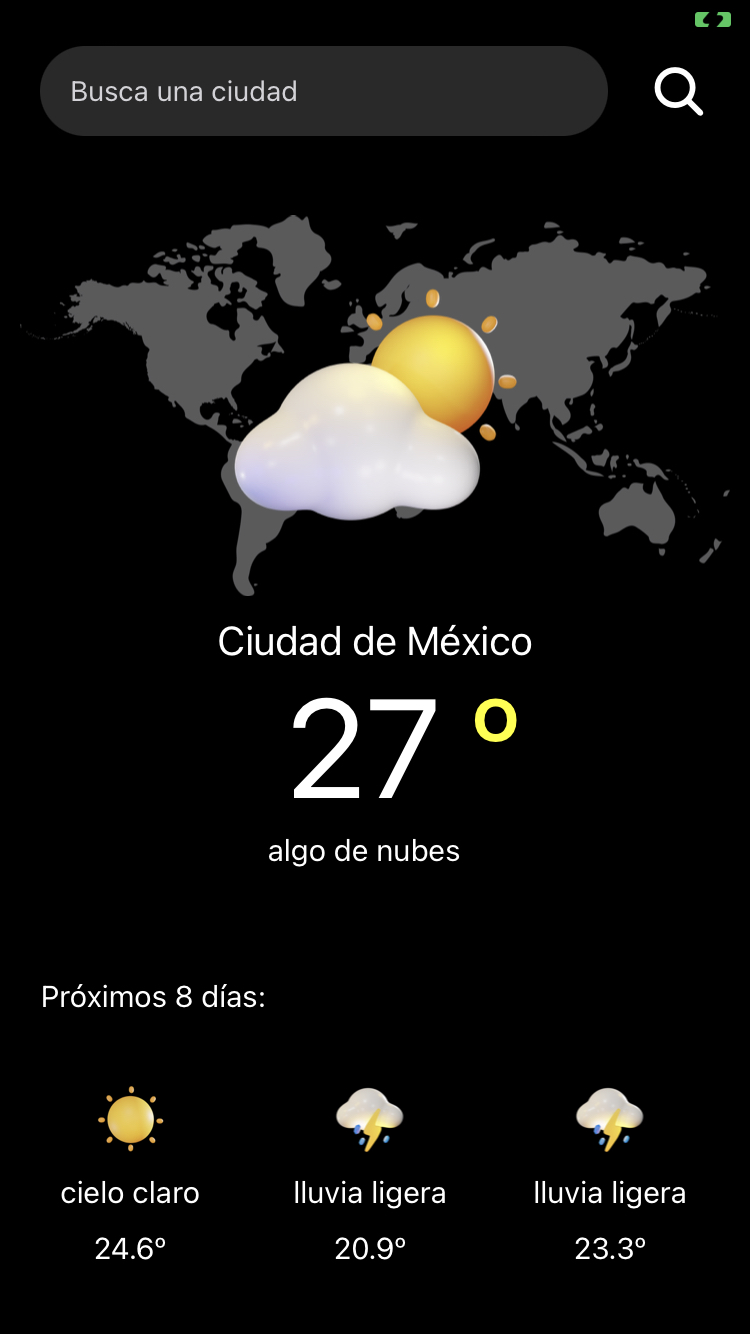 Busca una ciudad
Ciudad de México
27 º
algo de nubes
Próximos 8 días:
cielo claro
lluvia ligera
lluvia ligera
24.6º
20.9º
23.3º